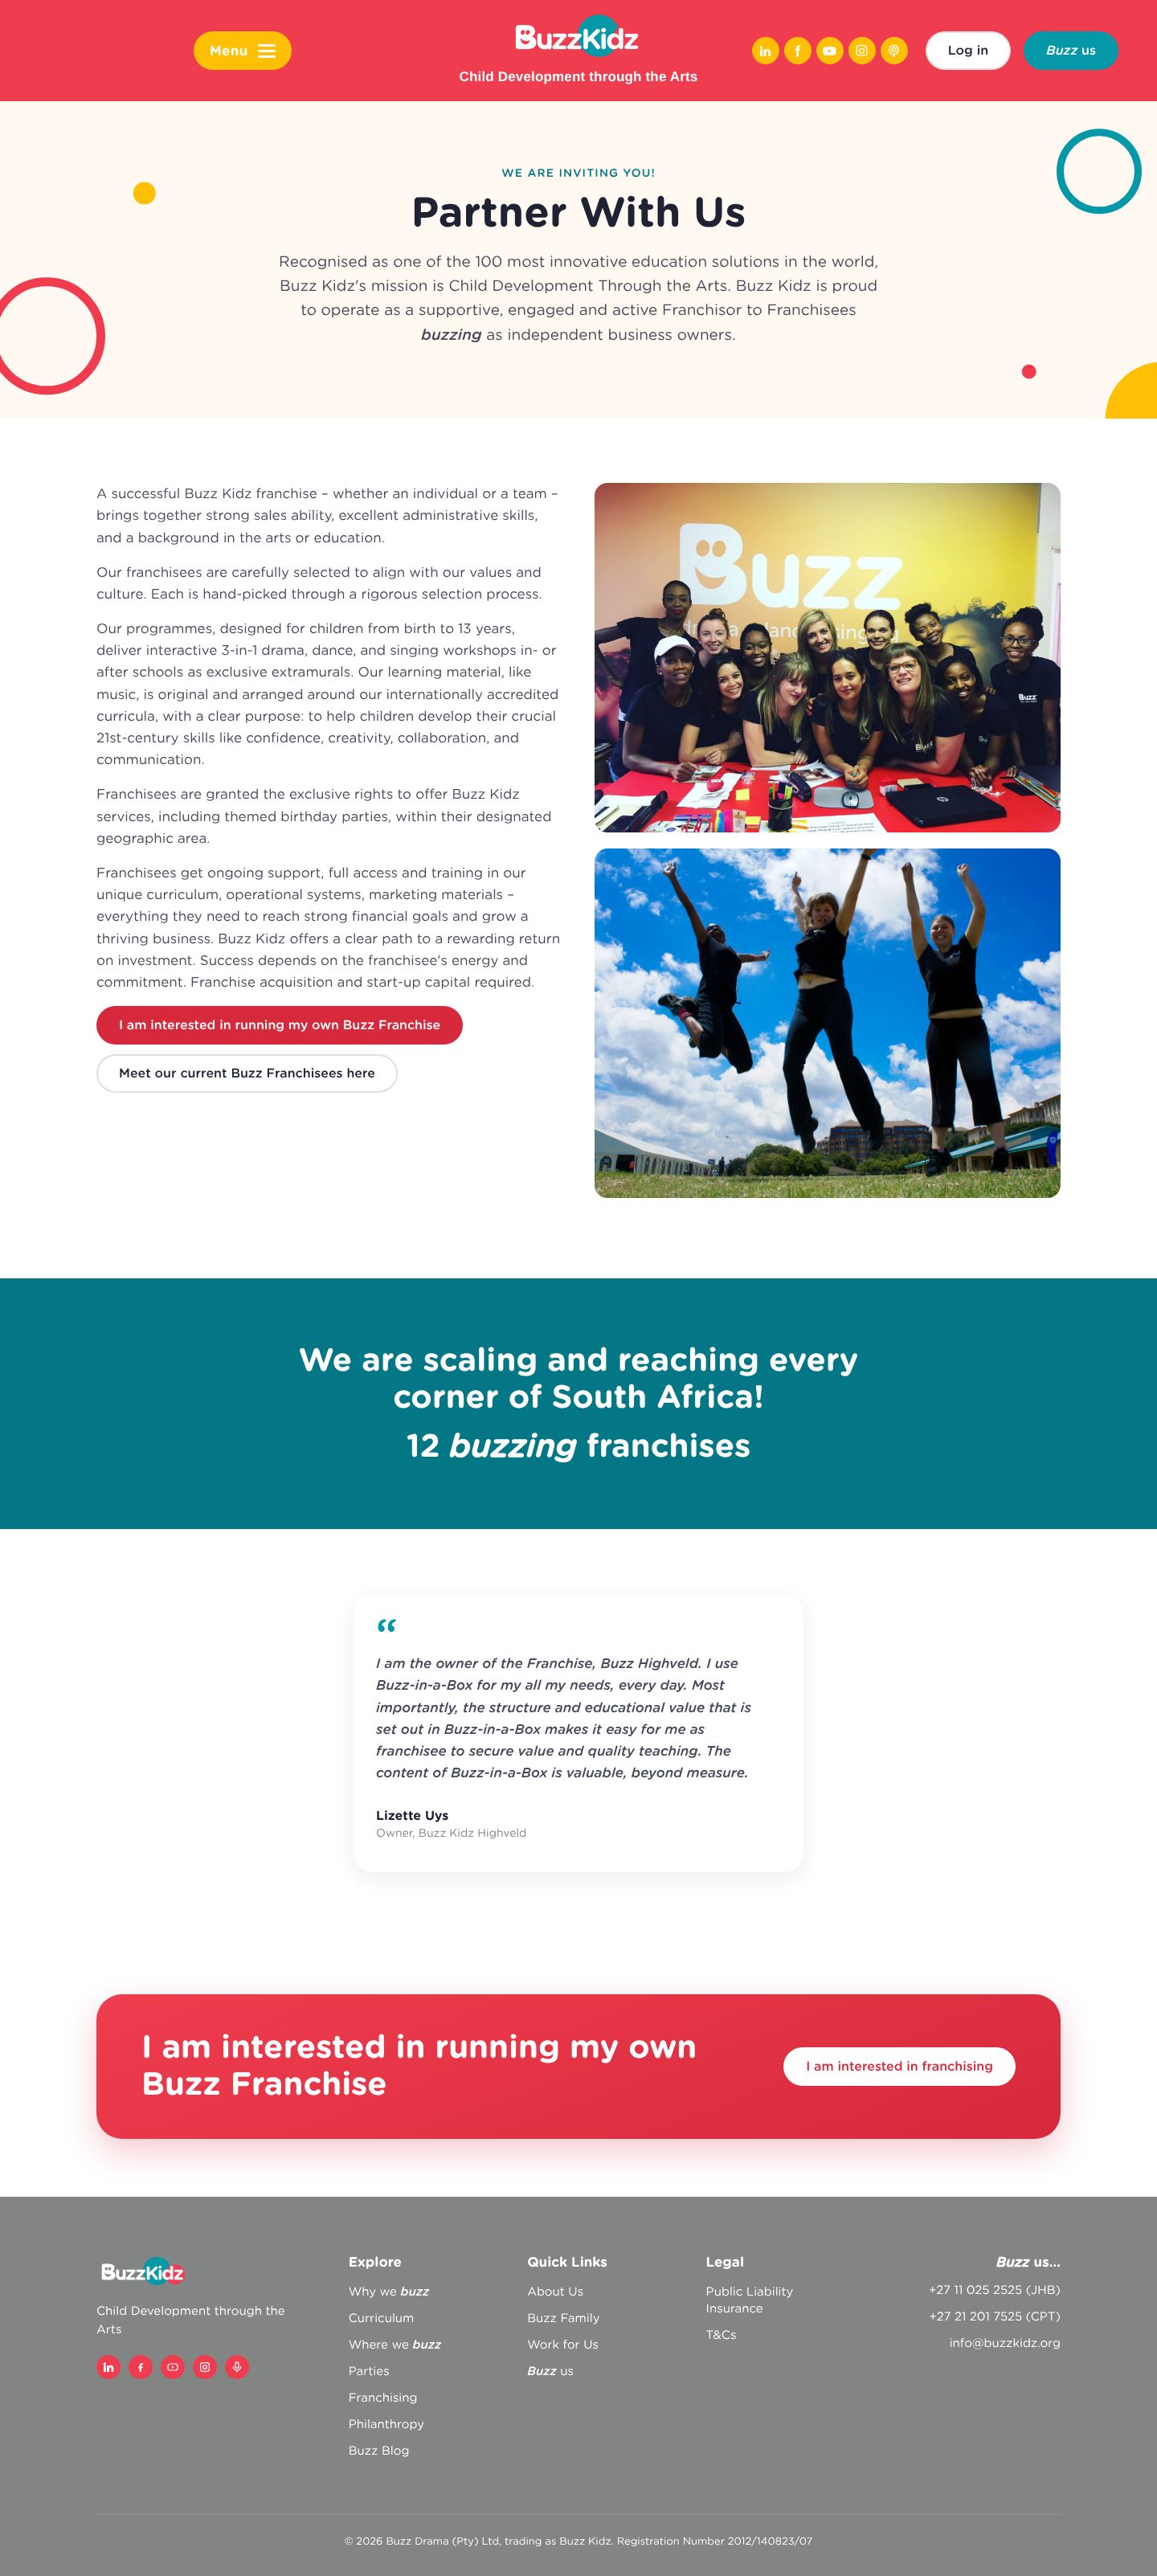 Menu
BuzzKidz
Child Development through the Arts
Log in
Buzz us
WE ARE INVITING YOU!
Partner With Us
Recognised as one of the 100 most innovative education solutions in the world,
Buzz Kidz's mission is Child Development Through the Arts. Buzz Kidz is proud
to operate as a supportive, engaged and active Franchisor to Franchisees
buzzing as independent business owners.
A successful Buzz Kidz franchise – whether an individual or a team –
brings together strong sales ability, excellent administrative skills,
and a background in the arts or education.
Our franchisees are carefully selected to align with our values and
culture. Each is hand-picked through a rigorous selection process.
Our programmes, designed for children from birth to 13 years,
deliver interactive 3-in-1 drama, dance, and singing workshops in- or
after schools as exclusive extramurals. Our learning material, like
music, is original and arranged around our internationally accredited
curricula, with a clear purpose: to help children develop their crucial
21st-century skills like confidence, creativity, collaboration, and
communication.
Franchisees are granted the exclusive rights to offer Buzz Kidz
services, including themed birthday parties, within their designated
geographic area.
Franchisees get ongoing support, full access and training in our
unique curriculum, operational systems, marketing materials –
everything they need to reach strong financial goals and grow a
thriving business. Buzz Kidz offers a clear path to a rewarding return
on investment. Success depends on the franchisee's energy and
commitment. Franchise acquisition and start-up capital required.
I am interested in running my own Buzz Franchise
Meet our current Buzz Franchisees here
Buzz
Buzz
We are scaling and reaching every
corner of South Africa!
12 buzzing franchises
“
I am the owner of the Franchise, Buzz Highveld. I use
Buzz-in-a-Box for my all my needs, every day. Most
importantly, the structure and educational value that is
set out in Buzz-in-a-Box makes it easy for me as
franchisee to secure value and quality teaching. The
content of Buzz-in-a-Box is valuable, beyond measure.
Lizette Uys
Owner, Buzz Kidz Highveld
I am interested in running my own
Buzz Franchise
I am interested in franchising
BuzzKidz
Child Development through the
Arts
Explore
Why we buzz
Curriculum
Where we buzz
Parties
Franchising
Philanthropy
Buzz Blog
Quick Links
About Us
Buzz Family
Work for Us
Buzz us
Legal
Public Liability
Insurance
T&Cs
Buzz us...
+27 11 025 2525 (JHB)
+27 21 201 7525 (CPT)
info@buzzkidz.org
© 2026 Buzz Drama (Pty) Ltd, trading as Buzz Kidz. Registration Number 2012/140823/07